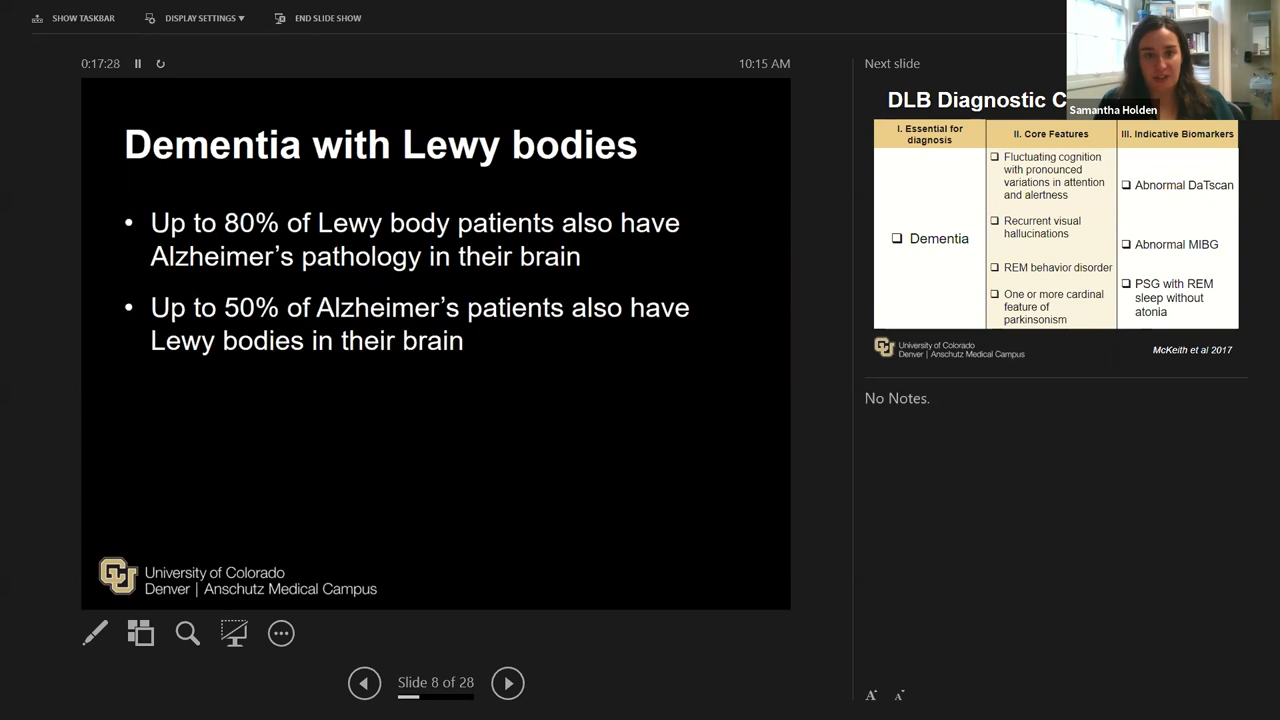 SHOW TASKBAR
DISPLAY SETTINGS ▼
END SLIDE SHOW
0:17:28
10:15 AM
Dementia with Lewy bodies
• Up to 80% of Lewy body patients also have
Alzheimer's pathology in their brain
• Up to 50% of Alzheimer's patients also have
Lewy bodies in their brain
CU
University of Colorado
Denver | Anschutz Medical Campus
Slide 8 of 28
Next slide
Samantha Holden
DLB Diagnostic C
I. Essential for
diagnosis
Dementia
II. Core Features
Fluctuating cognition
with pronounced
variations in attention
and alertness
Recurrent visual
hallucinations
REM behavior disorder
One or more cardinal
feature of
parkinsonism
III. Indicative Biomarkers
Abnormal DaTscan
Abnormal MIBG
PSG with REM
sleep without
atonia
CU
University of Colorado
Denver | Anschutz Medical Campus
McKeith et al 2017
No Notes.
A A